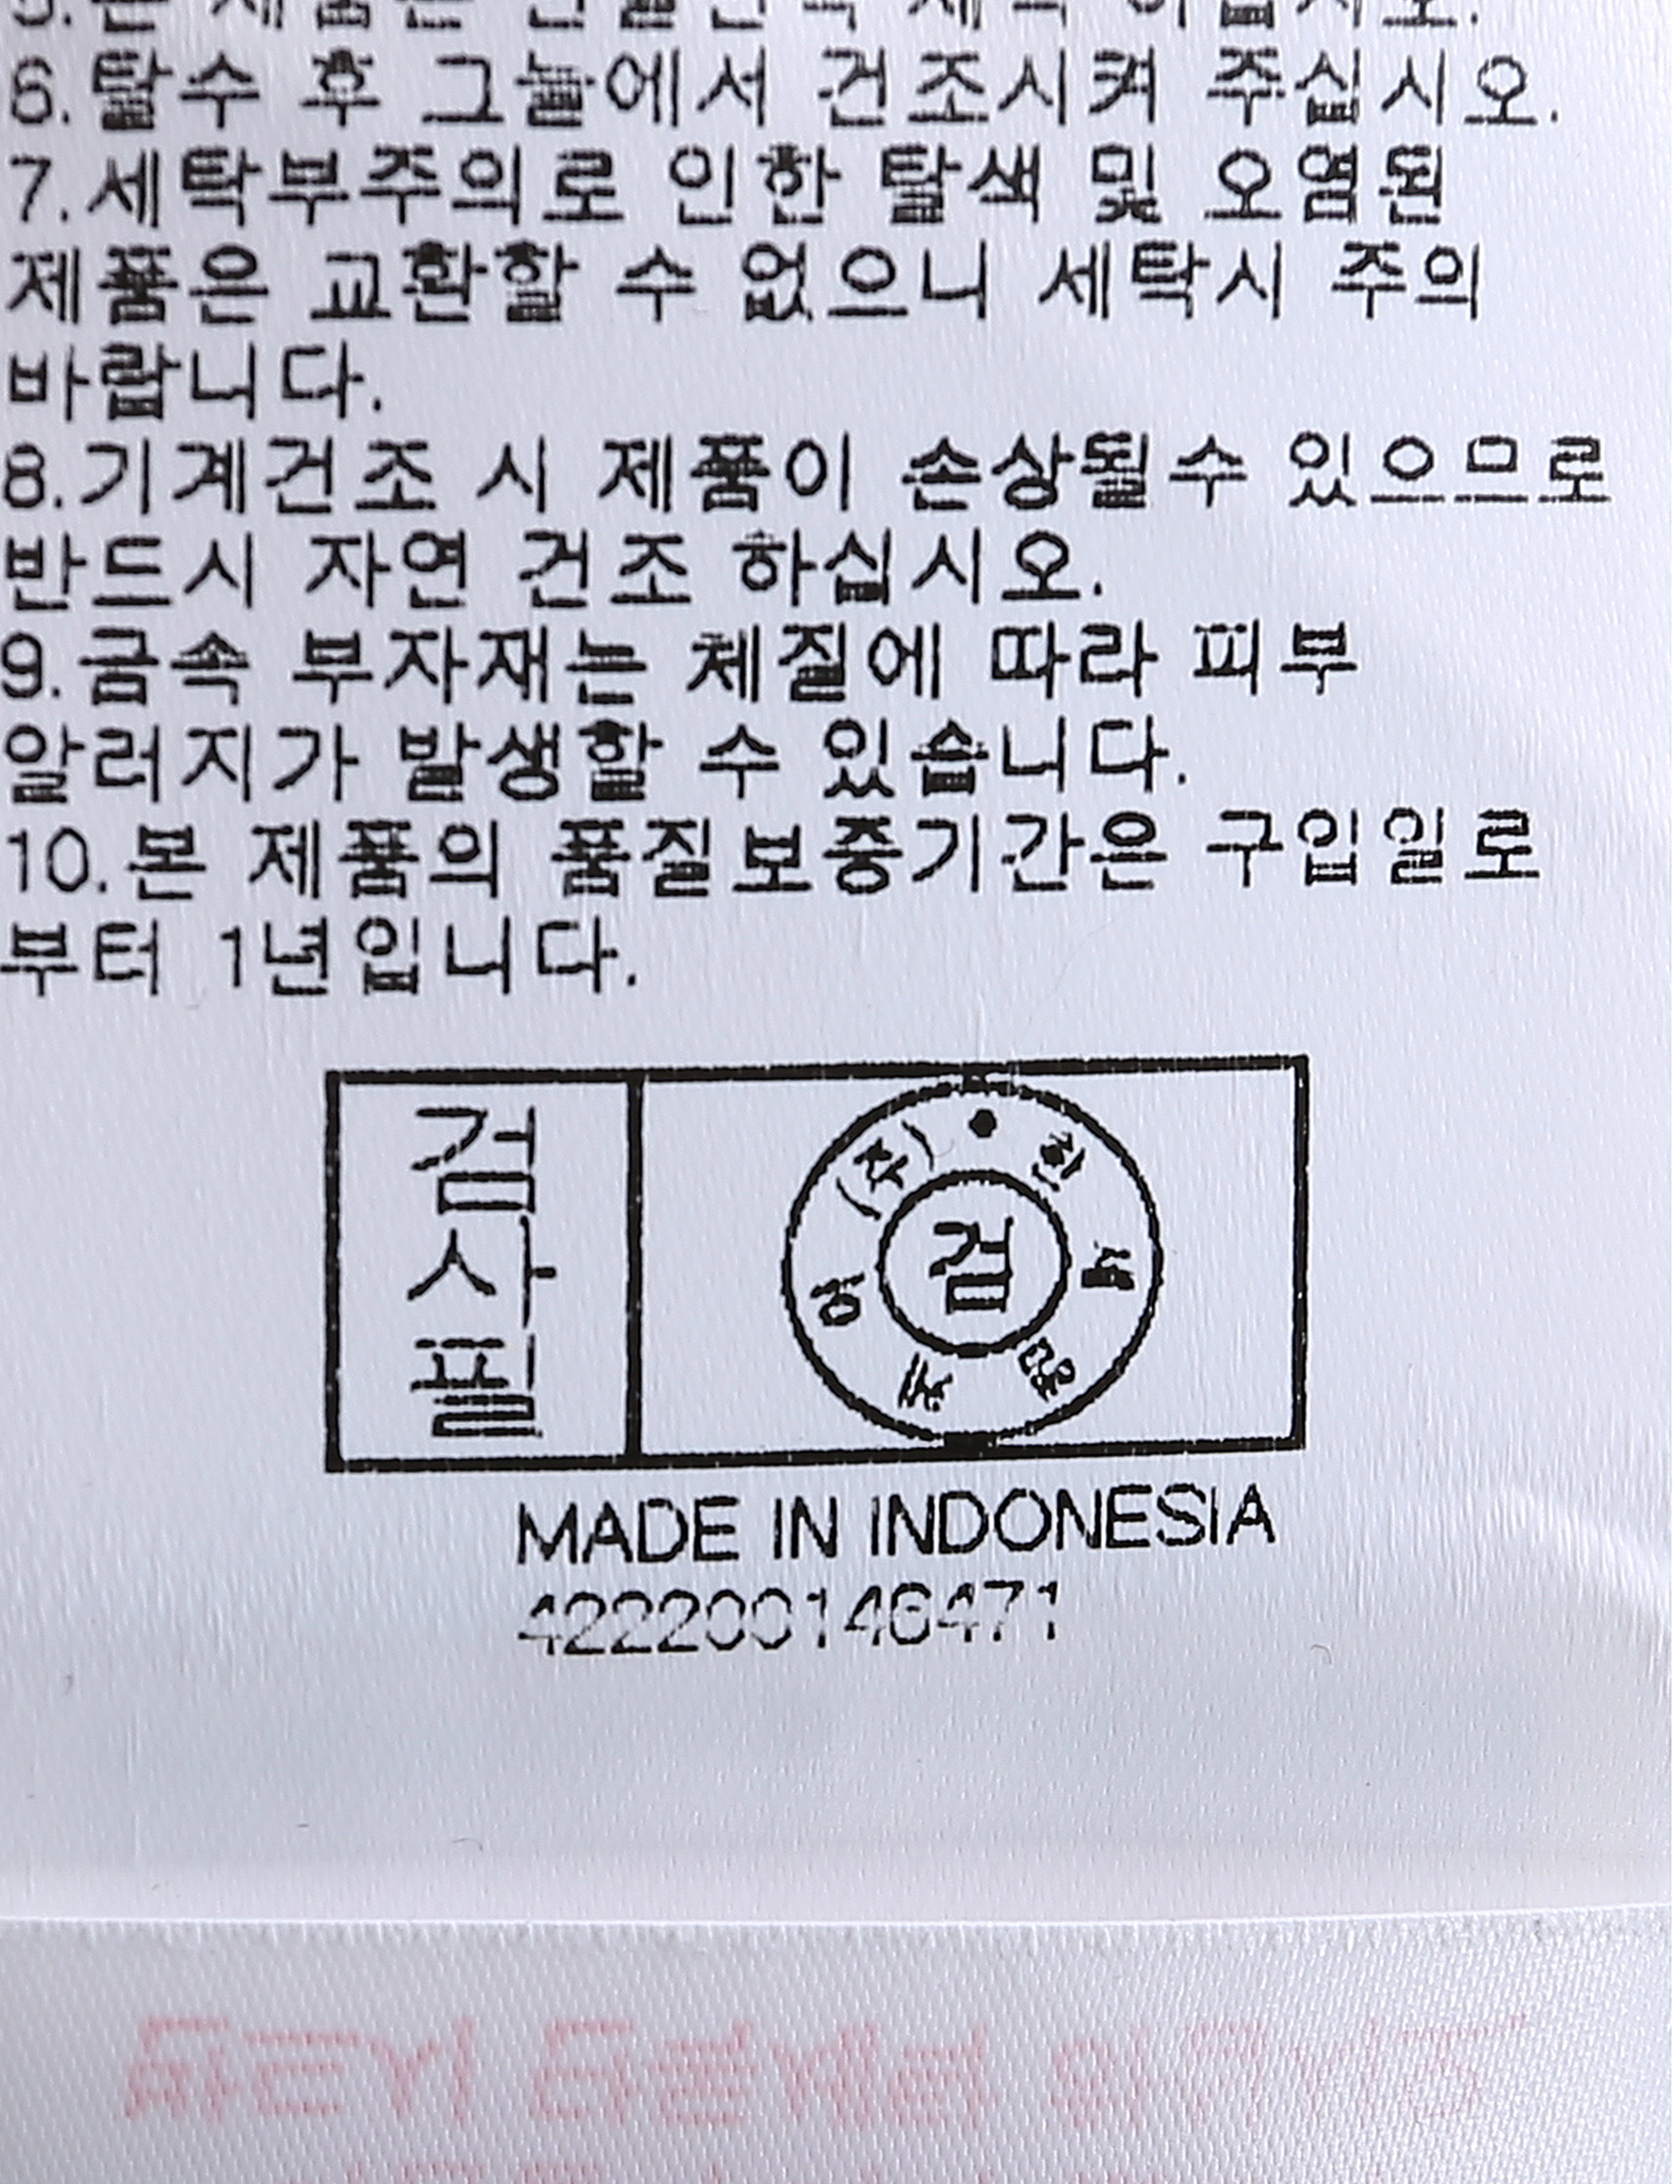 6.탈수 후 그늘에서 건조시켜 주십시오.
7.세탁부주의로 인한 탈색 및 오염된
제품은 교환할 수 없으니 세탁시 주의
바랍니다.
8.기계건조 시 제품이 손상될수 있으므로
반드시 자연 건조 하십시오.
9.금속 부자재는 체질에 따라 피부
알러지가 발생할 수 있습니다.
10.본 제품의 품질보증기간은 구입일로
부터 1년입니다.
검
사
필
검
MADE IN INDONESIA
422200146471